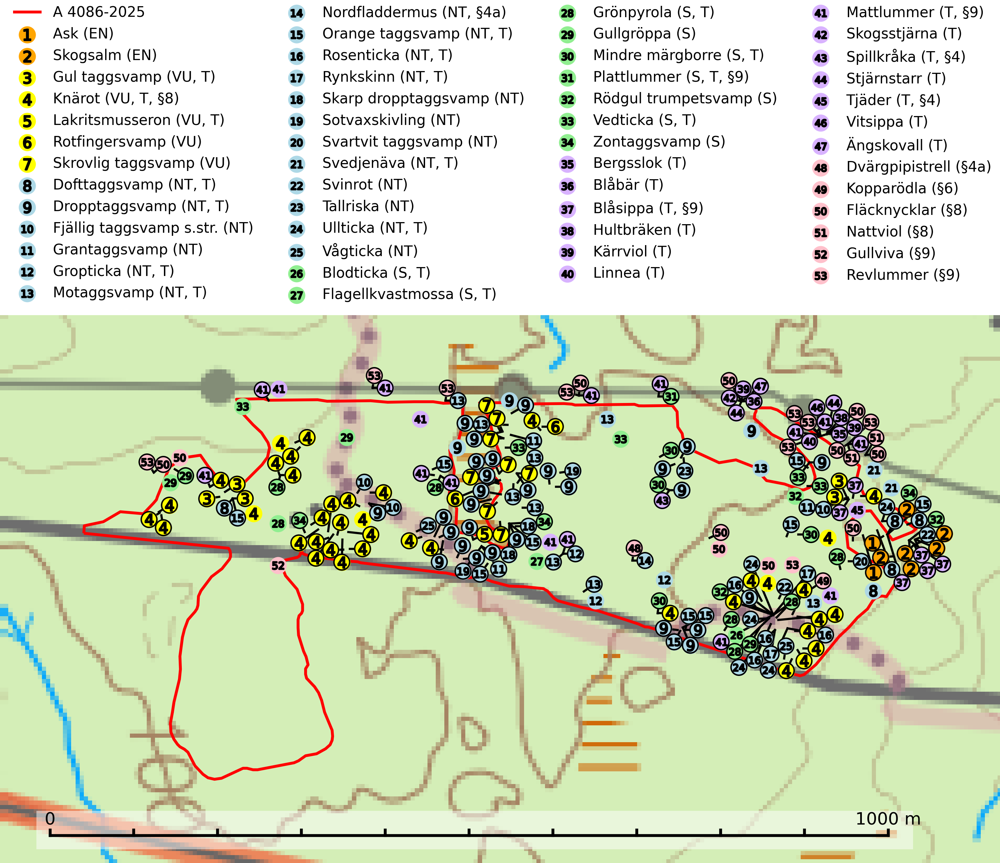 A 4086-2025
1 Ask (EN)
2 Skogsalm (EN)
3 Gul taggsvamp (VU, T)
4 Knärot (VU, T, §8)
5 Lakritsmusseron (VU, T)
6 Rotfingersvamp (VU)
7 Skrovlig taggsvamp (VU)
8 Dofttaggsvamp (NT, T)
9 Dropptaggsvamp (NT, T)
10 Fjällig taggsvamp s.str. (NT)
11 Grantaggsvamp (NT)
12 Gropticka (NT, T)
13 Motaggsvamp (NT, T)
14 Nordfladdermus (NT, §4a)
15 Orange taggsvamp (NT, T)
16 Rosenticka (NT, T)
17 Rynkskinn (NT, T)
18 Skarp dropptaggsvamp (NT)
19 Sotvaxskivling (NT)
20 Svartvit taggsvamp (NT)
21 Svedjenäva (NT, T)
22 Svinrot (NT)
23 Tallriska (NT)
24 Ullticka (NT, T)
25 Vågticka (NT)
26 Blodticka (S, T)
27 Flagellkvastmossa (S, T)
28 Grönpyrola (S, T)
29 Gullgröppa (S)
30 Mindre märgborre (S, T)
31 Plattlummer (S, T, §9)
32 Rödgul trumpetsvamp (S)
33 Vedticka (S, T)
34 Zontaggsvamp (S)
35 Bergsslok (T)
36 Blåbär (T)
37 Blåsippa (T, §9)
38 Hultbräken (T)
39 Kärrviol (T)
40 Linnea (T)
41 Mattlummer (T, §9)
42 Skogsstjärna (T)
43 Spillkråka (T, §4)
44 Stjärnstarr (T)
45 Tjäder (T, §4)
46 Vitsippa (T)
47 Ängskovall (T)
48 Dvärgpipistrell (§4a)
49 Kopparödla (§6)
50 Fläcknycklar (§8)
51 Nattviol (§8)
52 Gullviva (§9)
53 Revlummer (§9)
0 1000 m